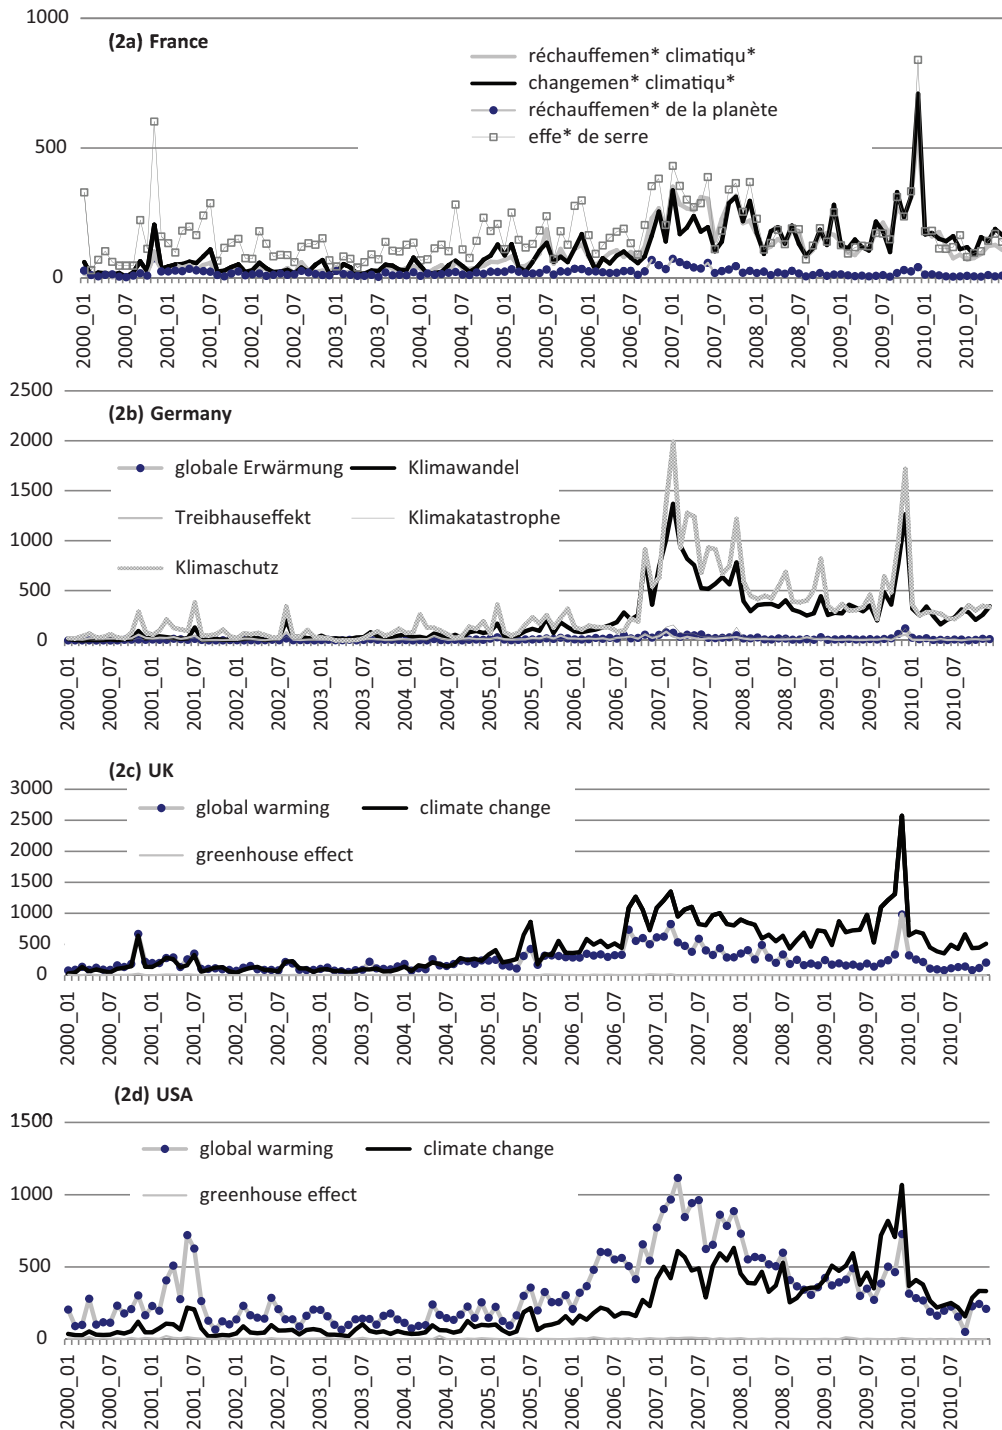 1000
(2a) France
réchauffemen* climatiqu*
changemen* climatiqu*
réchauffemen* de la planète
effe* de serre
500
0
2000_01 2000_07 2001_01 2001_07 2002_01 2002_07 2003_01 2003_07 2004_01 2004_07 2005_01 2005_07 2006_01 2006_07 2007_01 2007_07 2008_01 2008_07 2009_01 2009_07 2010_01 2010_07
2500
(2b) Germany
2000
globale Erwärmung Klimawandel
1500
Treibhauseffekt Klimakatastrophe
1000
Klimaschutz
500
0
2000_01 2000_07 2001_01 2001_07 2002_01 2002_07 2003_01 2003_07 2004_01 2004_07 2005_01 2005_07 2006_01 2006_07 2007_01 2007_07 2008_01 2008_07 2009_01 2009_07 2010_01 2010_07
(2c) UK
3000
global warming climate change
2500
2000
greenhouse effect
1500
1000
500
0
2000_01 2000_07 2001_01 2001_07 2002_01 2002_07 2003_01 2003_07 2004_01 2004_07 2005_01 2005_07 2006_01 2006_07 2007_01 2007_07 2008_01 2008_07 2009_01 2009_07 2010_01 2010_07
(2d) USA
1500
global warming climate change
1000
greenhouse effect
500
0
2000_01 2000_07 2001_01 2001_07 2002_01 2002_07 2003_01 2003_07 2004_01 2004_07 2005_01 2005_07 2006_01 2006_07 2007_01 2007_07 2008_01 2008_07 2009_01 2009_07 2010_01 2010_07